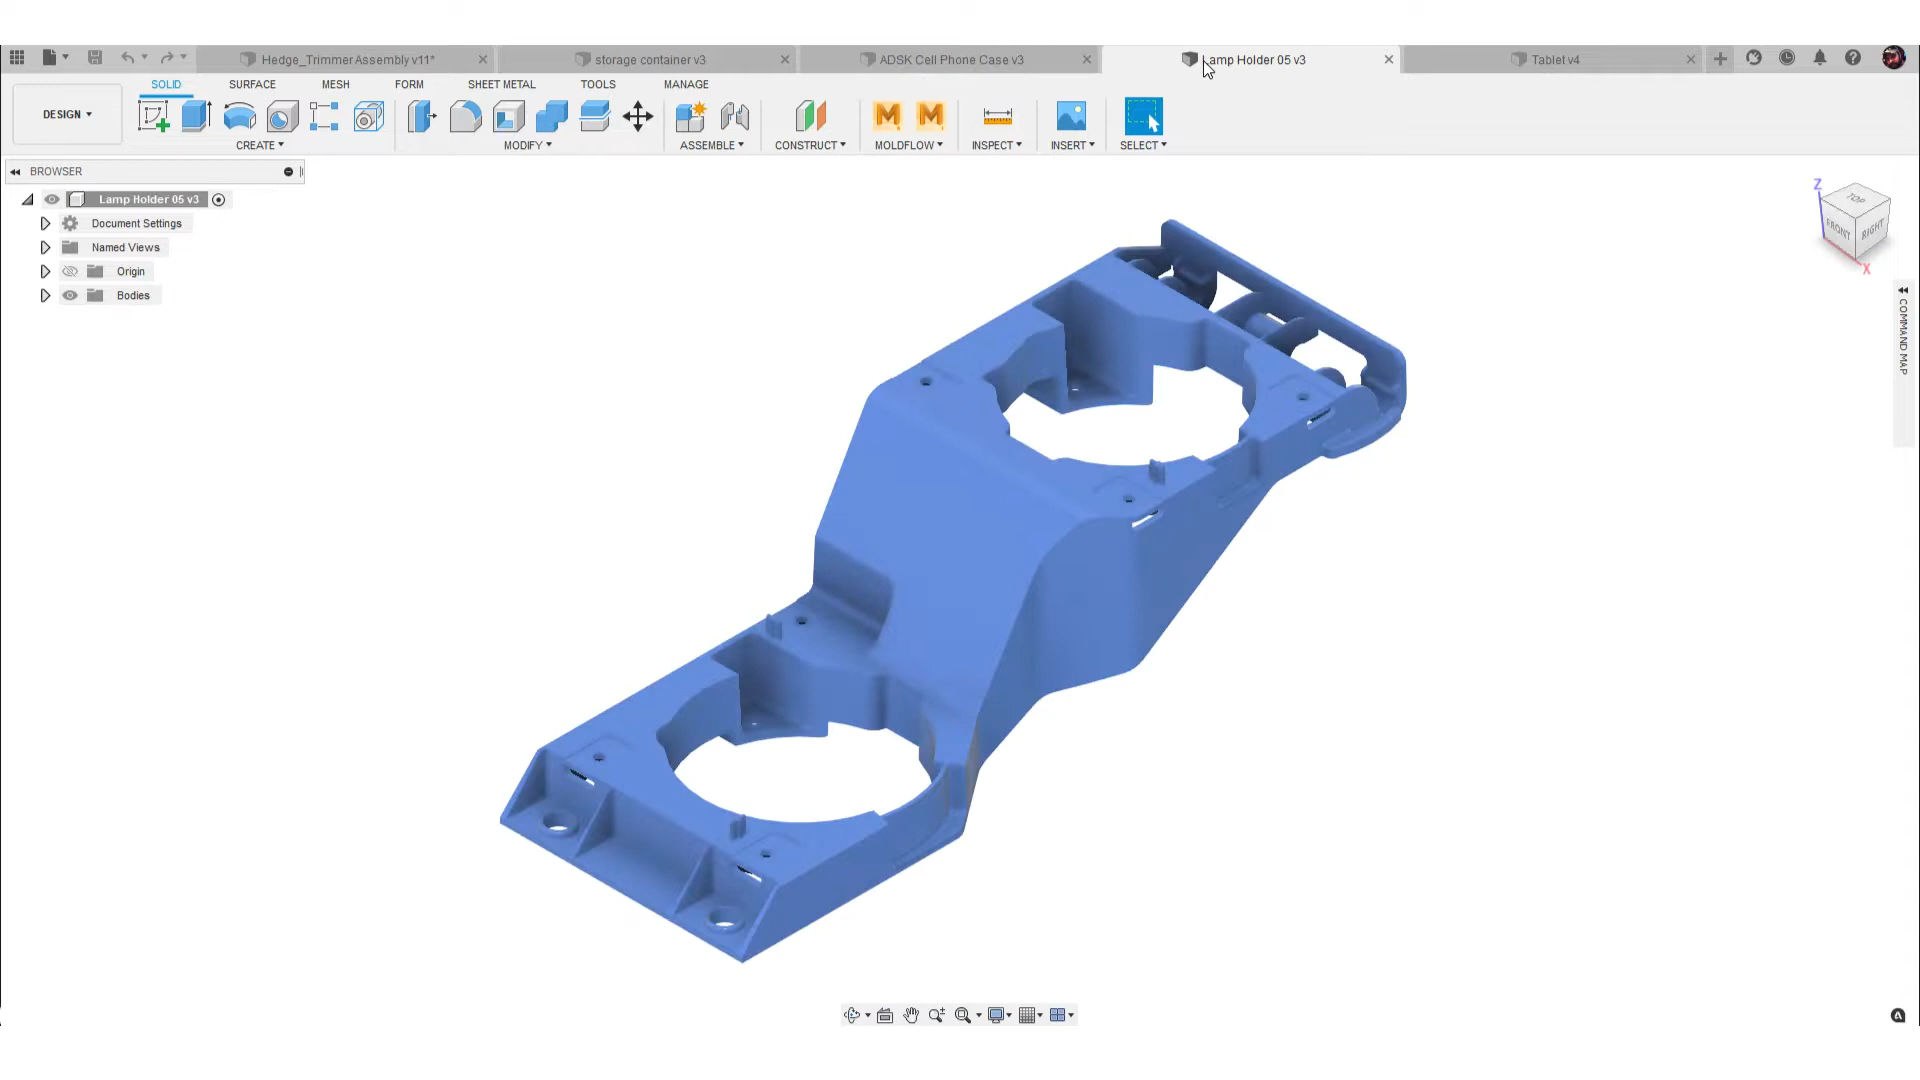 Hedge_Trimmer Assembly v11*
storage container v3
ADSK Cell Phone Case v3
Lamp Holder 05 v3
Tablet v4
DESIGN
SOLID
SURFACE
MESH
FORM
SHEET METAL
TOOLS
MANAGE
CREATE
MODIFY
ASSEMBLE
CONSTRUCT
MOLDFLOW
INSPECT
INSERT
SELECT
BROWSER
Lamp Holder 05 v3
Document Settings
Named Views
Origin
Bodies
Z
TOP
FRONT
RIGHT
X
COMMAND MAP